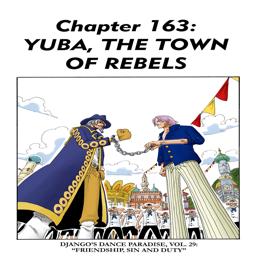 Chapter 163:
YUBA, THE TOWN
OF REBELS
DJANGO'S DANCE PARADISE, VOL. 29:
"FRIENDSHIP, SIN AND DUTY"